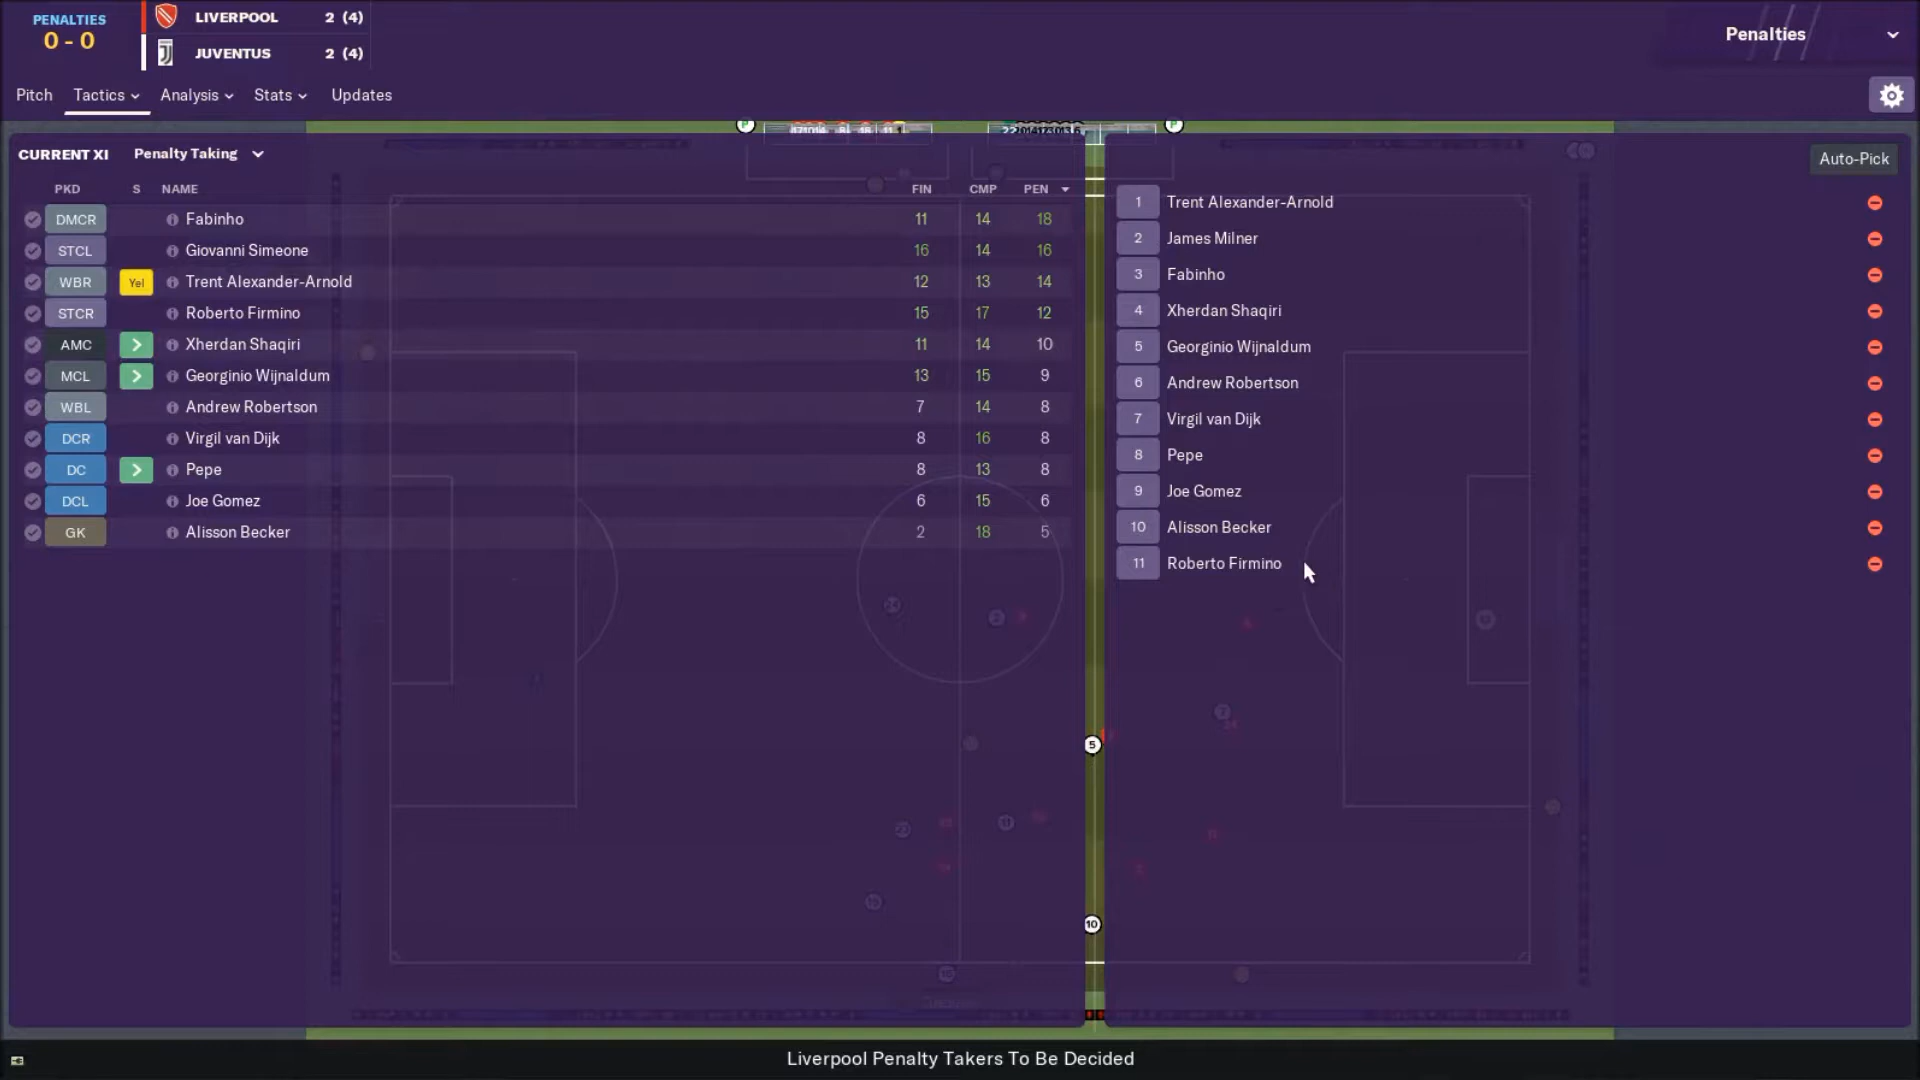 PENALTIES
0 - 0
LIVERPOOL 2 (4)
JUVENTUS 2 (4)
Penalties
Pitch Tactics Analysis Stats Updates
CURRENT XI Penalty Taking
Auto-Pick
PKD S NAME FIN CMP PEN
DMCR Fabinho 11 14 18
STCL Giovanni Simeone 16 14 16
WBR Yel Trent Alexander-Arnold 12 13 14
STCR Roberto Firmino 15 17 12
AMC Xherdan Shaqiri 11 14 10
MCL Georginio Wijnaldum 13 15 9
WBL Andrew Robertson 7 14 8
DCR Virgil van Dijk 8 16 8
DC Pepe 8 13 8
DCL Joe Gomez 6 15 6
GK Alisson Becker 2 18 5
1 Trent Alexander-Arnold
2 James Milner
3 Fabinho
4 Xherdan Shaqiri
5 Georginio Wijnaldum
6 Andrew Robertson
7 Virgil van Dijk
8 Pepe
9 Joe Gomez
10 Alisson Becker
11 Roberto Firmino
5
10
Liverpool Penalty Takers To Be Decided